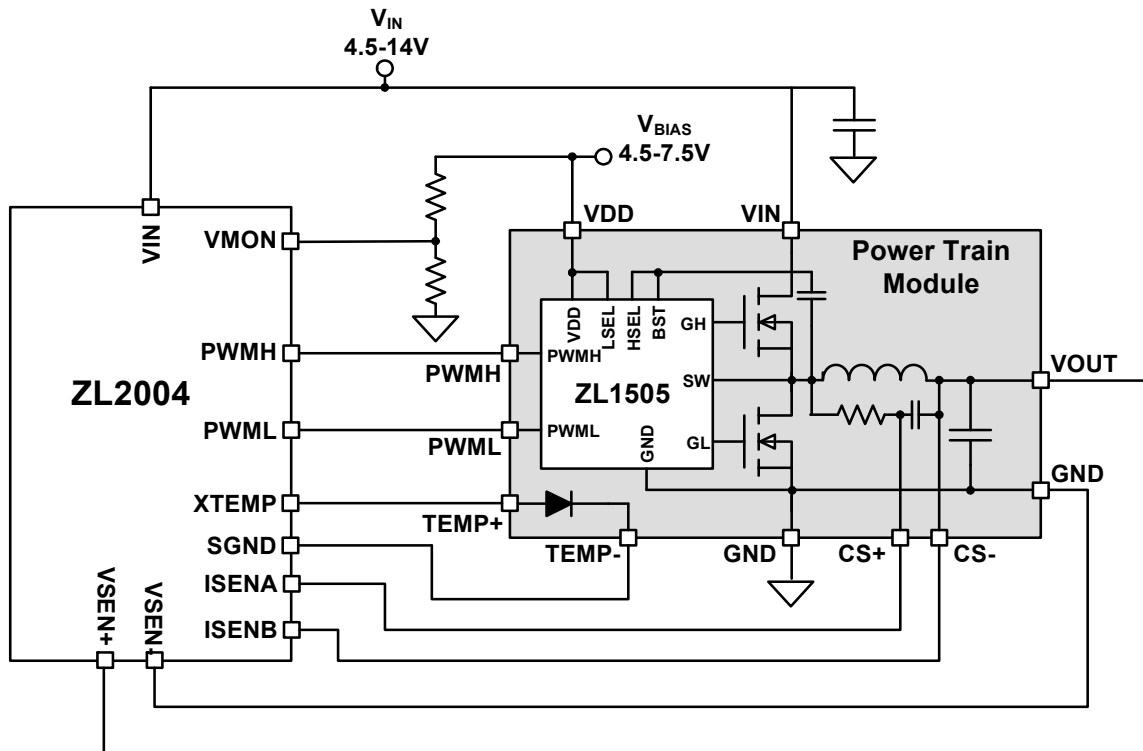 VIN
4.5-14V
VBIAS
4.5-7.5V
VIN
VMON
PWMH
ZL2004
PWML
XTEMP
SGND
ISENA
ISENB
VSEN+
VSEN-
VDD
VIN
Power Train
Module
VDD
LSEL
HSEL
BST
GH
PWMH
PWMH
SW
ZL1505
PWML
PWML
GND
GL
VOUT
GND
TEMP+
TEMP-
GND
CS+
CS-